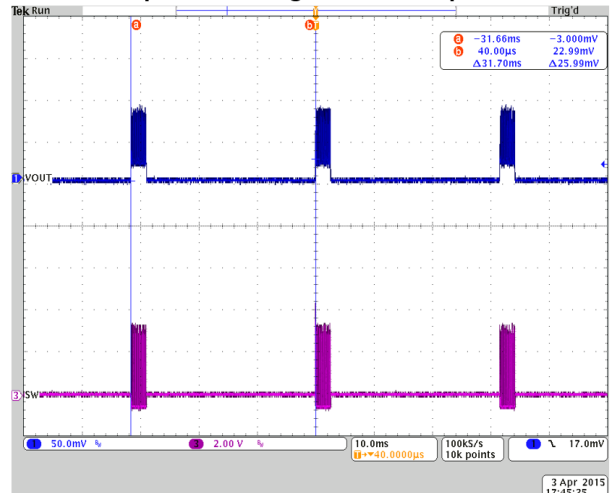 Tek Run Trig'd
a b T
a −31.66ms −3.000mV
b 40.00µs 22.99mV
Δ31.70ms Δ25.99mV
1 VOUT
3 SW
1 50.0mV 3 2.00 V 10.0ms 100kS/s 1 17.0mV
T→▼40.0000µs 10k points
3 Apr 2015